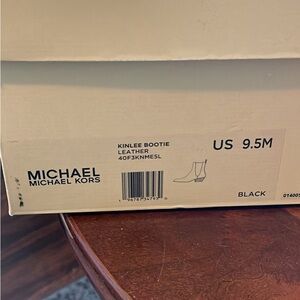 KINLEE BOOTIE
LEATHER
40F3KNME5L
US 9.5M
MICHAEL
MICHAEL KORS
BLACK